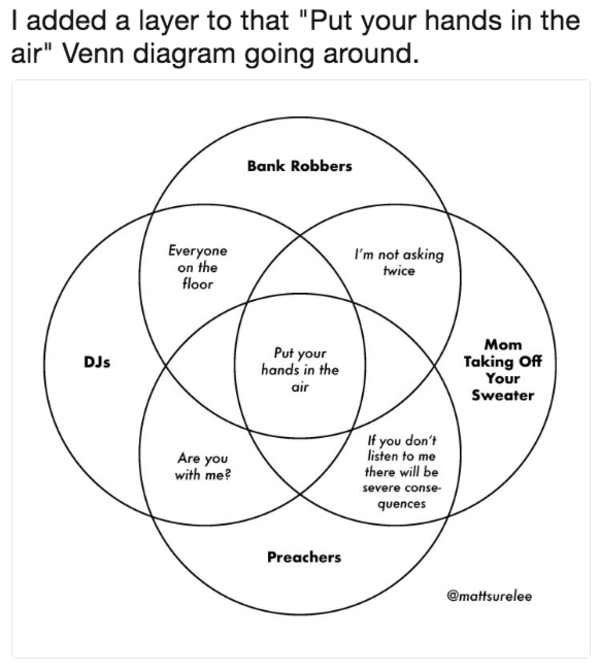 I added a layer to that "Put your hands in the
air" Venn diagram going around.
Bank Robbers
Everyone
on the
floor
I'm not asking
twice
DJs
Put your
hands in the
air
Mom
Taking Off
Your
Sweater
Are you
with me?
If you don't
listen to me
there will be
severe conse-
quences
Preachers
@mattsurelee